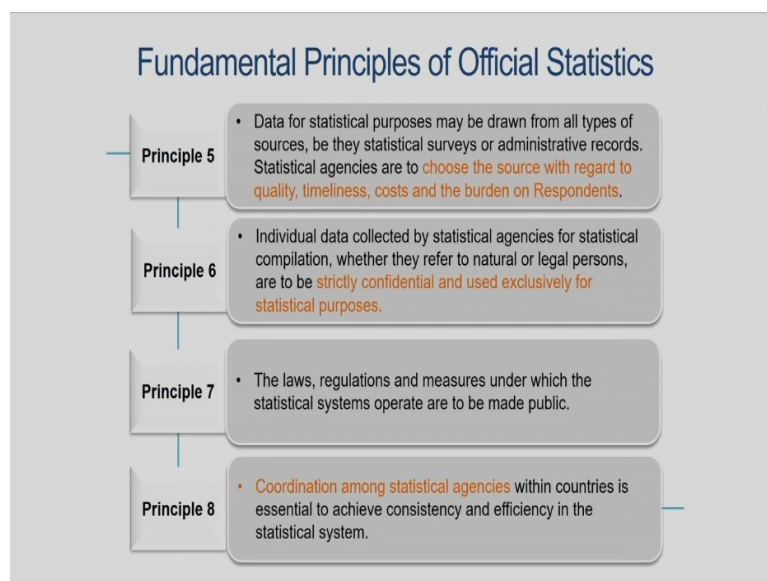 Fundamental Principles of Official Statistics
Principle 5
• Data for statistical purposes may be drawn from all types of
sources, be they statistical surveys or administrative records.
Statistical agencies are to choose the source with regard to
quality, timeliness, costs and the burden on Respondents.
Principle 6
• Individual data collected by statistical agencies for statistical
compilation, whether they refer to natural or legal persons,
are to be strictly confidential and used exclusively for
statistical purposes.
Principle 7
• The laws, regulations and measures under which the
statistical systems operate are to be made public.
Principle 8
• Coordination among statistical agencies within countries is
essential to achieve consistency and efficiency in the
statistical system.